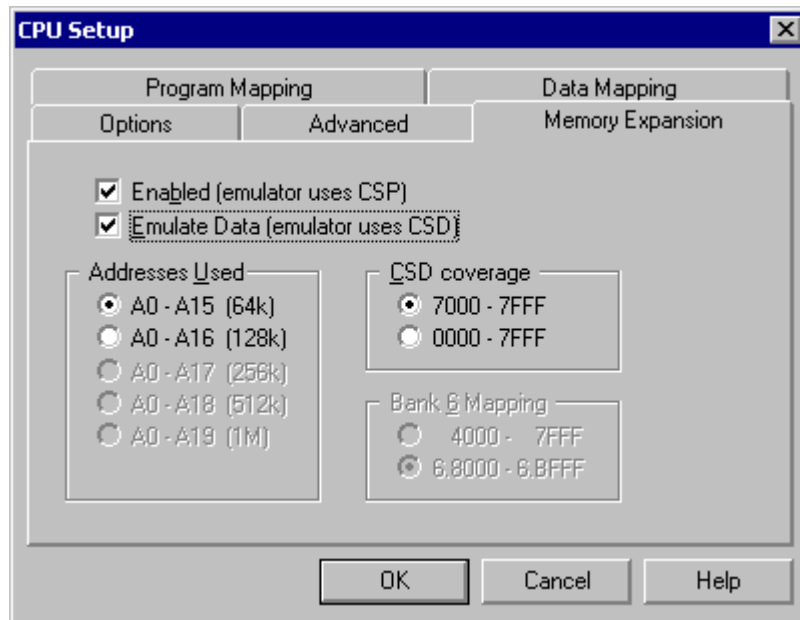 CPU Setup
Program Mapping
Data Mapping
Options
Advanced
Memory Expansion
Enabled (emulator uses CSP)
Emulate Data (emulator uses CSD)
Addresses Used
A0 - A15 (64k)
A0 - A16 (128k)
A0 - A17 (256k)
A0 - A18 (512k)
A0 - A19 (1M)
CSD coverage
7000 - 7FFF
0000 - 7FFF
Bank 6 Mapping
4000 - 7FFF
6.8000 - 6.BFFF
OK
Cancel
Help